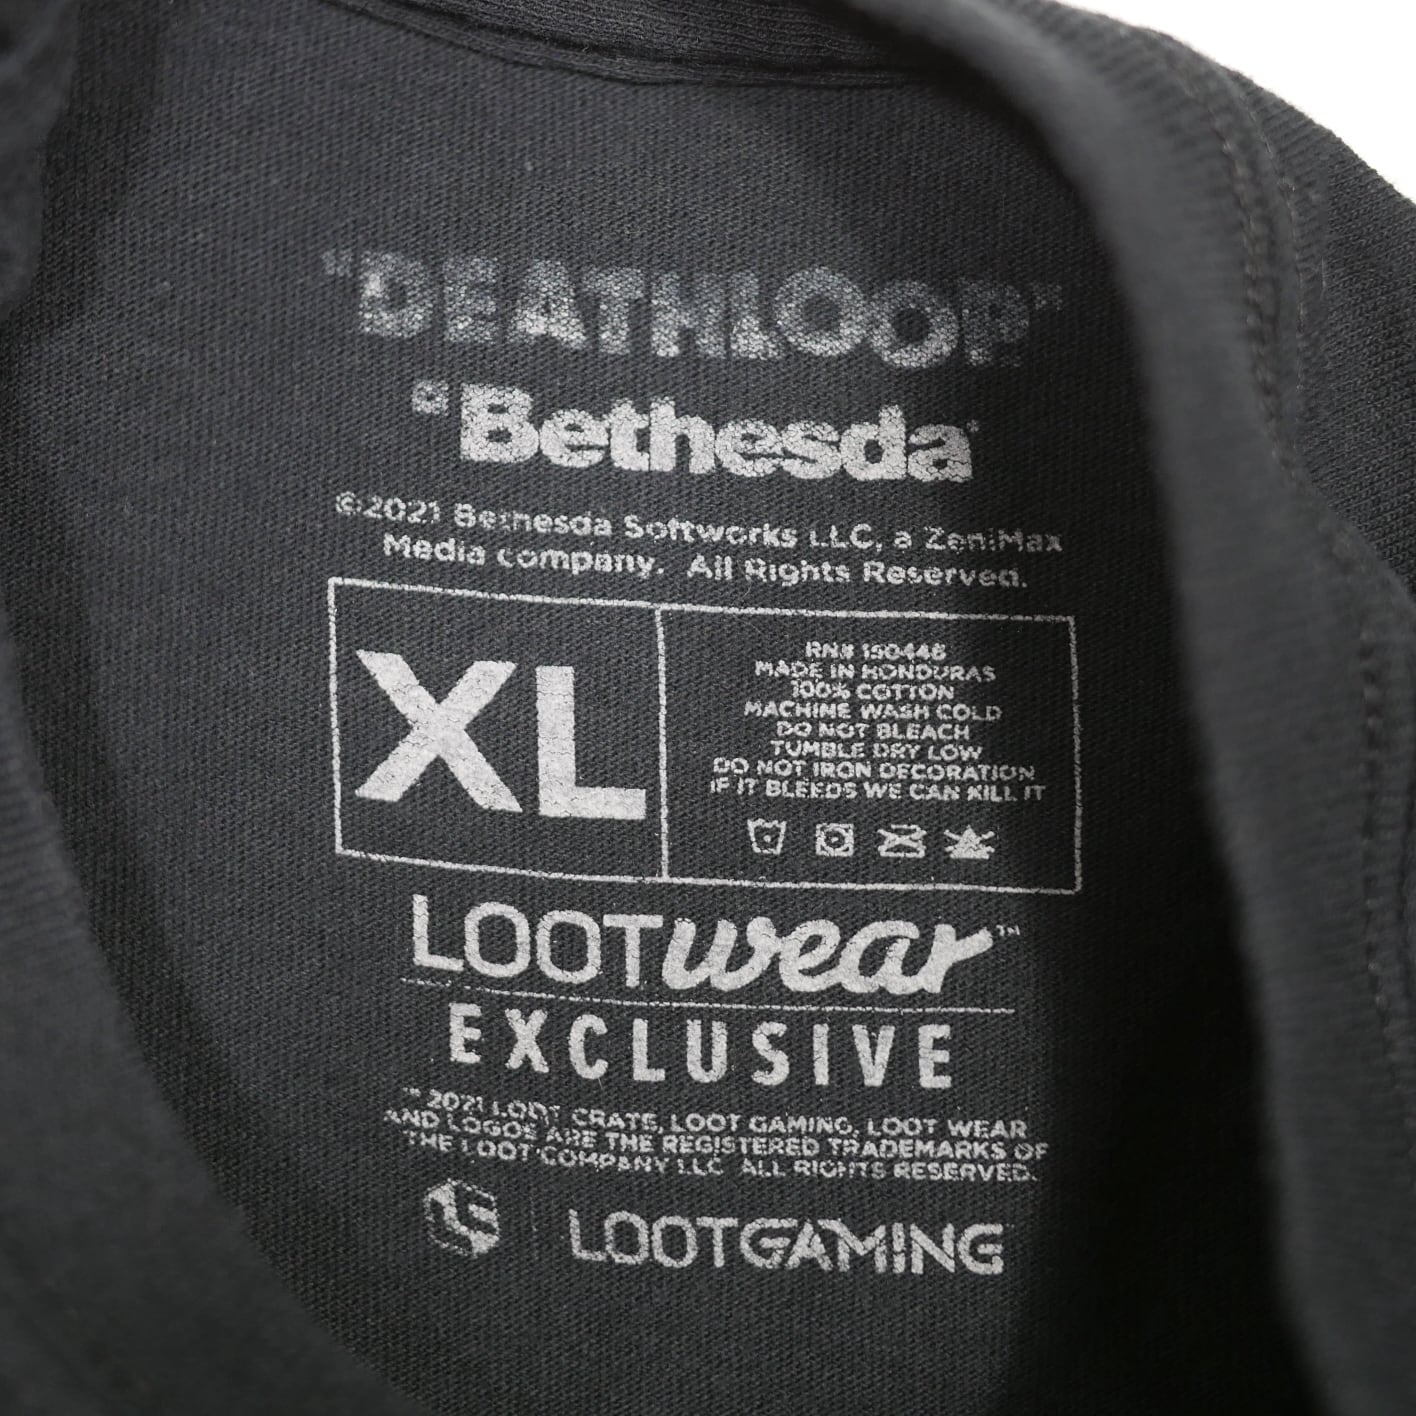 "DEATHLOOP"
"Bethesda
©2021 Bethesda Softworks LLC, a ZeniMax
Media company. All Rights Reserved.
XL
RN# 150446
MADE IN HONDURAS
100% COTTON
MACHINE WASH COLD
DO NOT BLEACH
TUMBLE DRY LOW
DO NOT IRON DECORATION
IF IT BLEEDS WE CAN KILL IT
LOOTwear™
EXCLUSIVE
™ 2021 LOOT CRATE, LOOT GAMING, LOOT WEAR
AND LOGOS ARE THE REGISTERED TRADEMARKS OF
THE LOOT COMPANY LLC ALL RIGHTS RESERVED.
LOOTGAMING